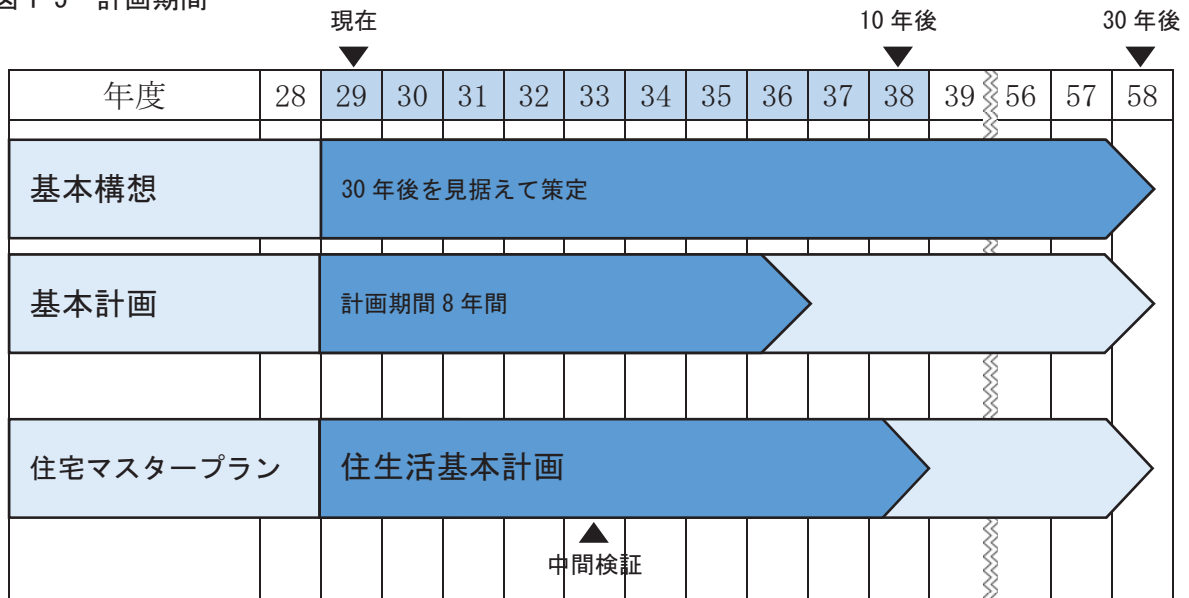 図1-3 計画期間
現在 10年後 30年後
年度 28 29 30 31 32 33 34 35 36 37 38 39 56 57 58
基本構想 30年後を見据えて策定
基本計画 計画期間8年間
住宅マスタープラン 住生活基本計画
中間検証